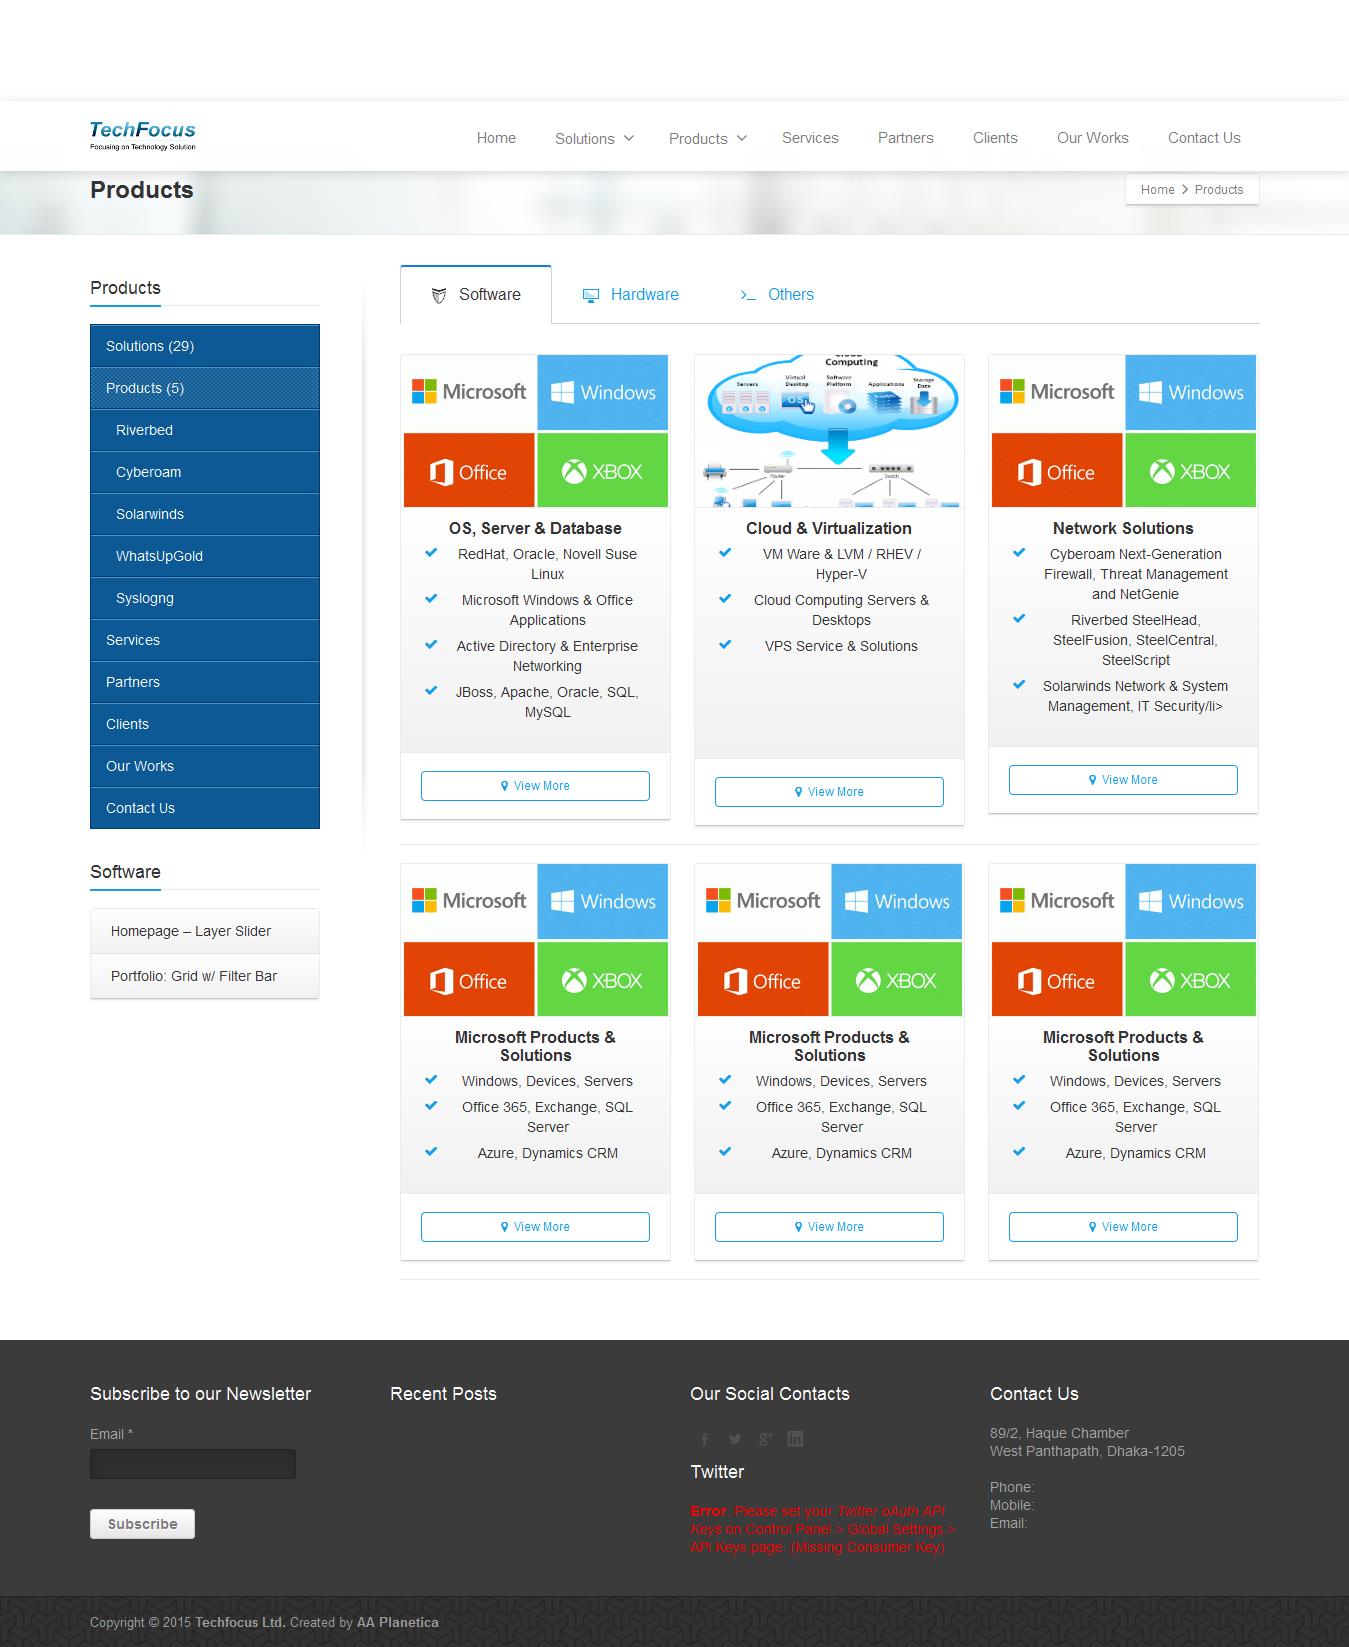 TechFocus
Focusing on Technology Solution
Home
Solutions
Products
Services
Partners
Clients
Our Works
Contact Us
Products
Home
Products
Products
Solutions (29)
Products (5)
Riverbed
Cyberoam
Solarwinds
WhatsUpGold
Syslogng
Services
Partners
Clients
Our Works
Contact Us
Software
Homepage – Layer Slider
Portfolio: Grid w/ Filter Bar
Software
Hardware
Others
Microsoft
Windows
Office
XBOX
OS, Server & Database
RedHat, Oracle, Novell Suse
Linux
Microsoft Windows & Office
Applications
Active Directory & Enterprise
Networking
JBoss, Apache, Oracle, SQL,
MySQL
View More
Computing
Servers
Virtual
Desktop
Software
Platform
Applications
Storage
Data
OS
Router
Switch
Cloud & Virtualization
VM Ware & LVM / RHEV /
Hyper-V
Cloud Computing Servers &
Desktops
VPS Service & Solutions
View More
Microsoft
Windows
Office
XBOX
Network Solutions
Cyberoam Next-Generation
Firewall, Threat Management
and NetGenie
Riverbed SteelHead,
SteelFusion, SteelCentral,
SteelScript
Solarwinds Network & System
Management, IT Security/li>
View More
Microsoft
Windows
Office
XBOX
Microsoft Products &
Solutions
Windows, Devices, Servers
Office 365, Exchange, SQL
Server
Azure, Dynamics CRM
View More
Microsoft
Windows
Office
XBOX
Microsoft Products &
Solutions
Windows, Devices, Servers
Office 365, Exchange, SQL
Server
Azure, Dynamics CRM
View More
Microsoft
Windows
Office
XBOX
Microsoft Products &
Solutions
Windows, Devices, Servers
Office 365, Exchange, SQL
Server
Azure, Dynamics CRM
View More
Subscribe to our Newsletter
Email *
Subscribe
Recent Posts
Our Social Contacts
Twitter
Error: Please set your Twitter oAuth API
Keys on Control Panel > Global Settings >
API Keys page. (Missing Consumer Key)
Contact Us
89/2, Haque Chamber
West Panthapath, Dhaka-1205
Phone:
Mobile:
Email:
Copyright © 2015 Techfocus Ltd. Created by AA Planetica